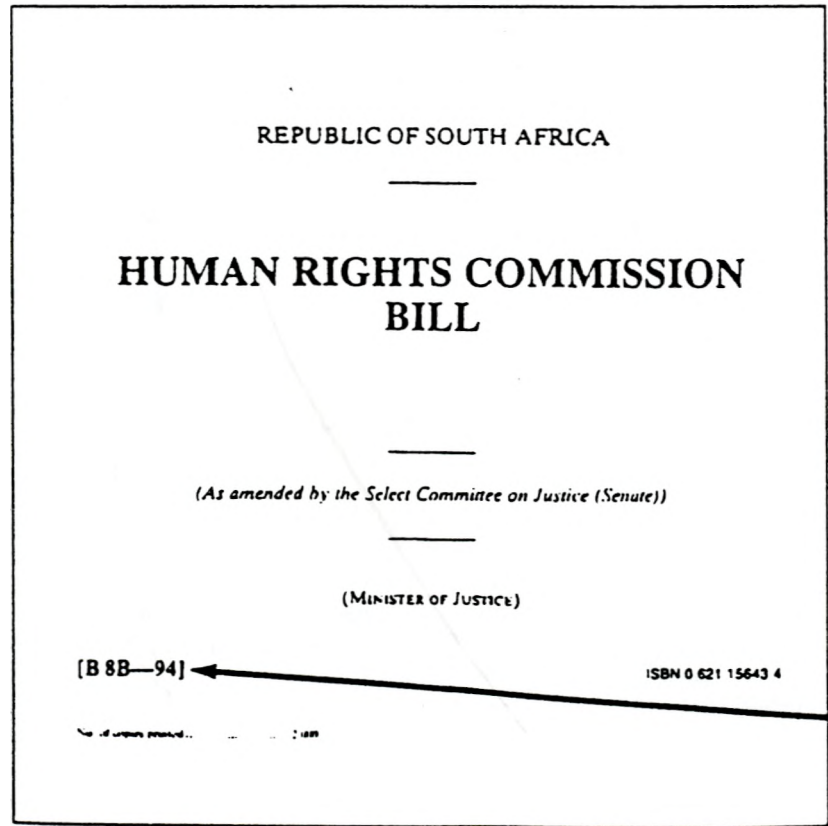 REPUBLIC OF SOUTH AFRICA
HUMAN RIGHTS COMMISSION
BILL
(As amended by the Select Committee on Justice (Senate))
(MINISTER OF JUSTICE)
[B 8B—94]
ISBN 0 621 15643 4